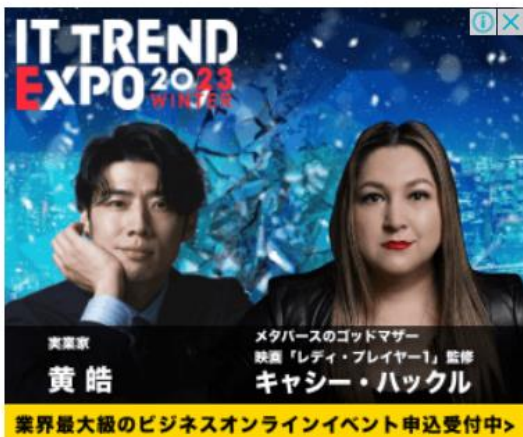 IT TREND
EXPO 2023
WINTER
実業家
黄皓
メタバースのゴッドマザー
映画「レディ・プレイヤー1」監修
キャシー・ハックル
業界最大級のビジネスオンラインイベント申込受付中>